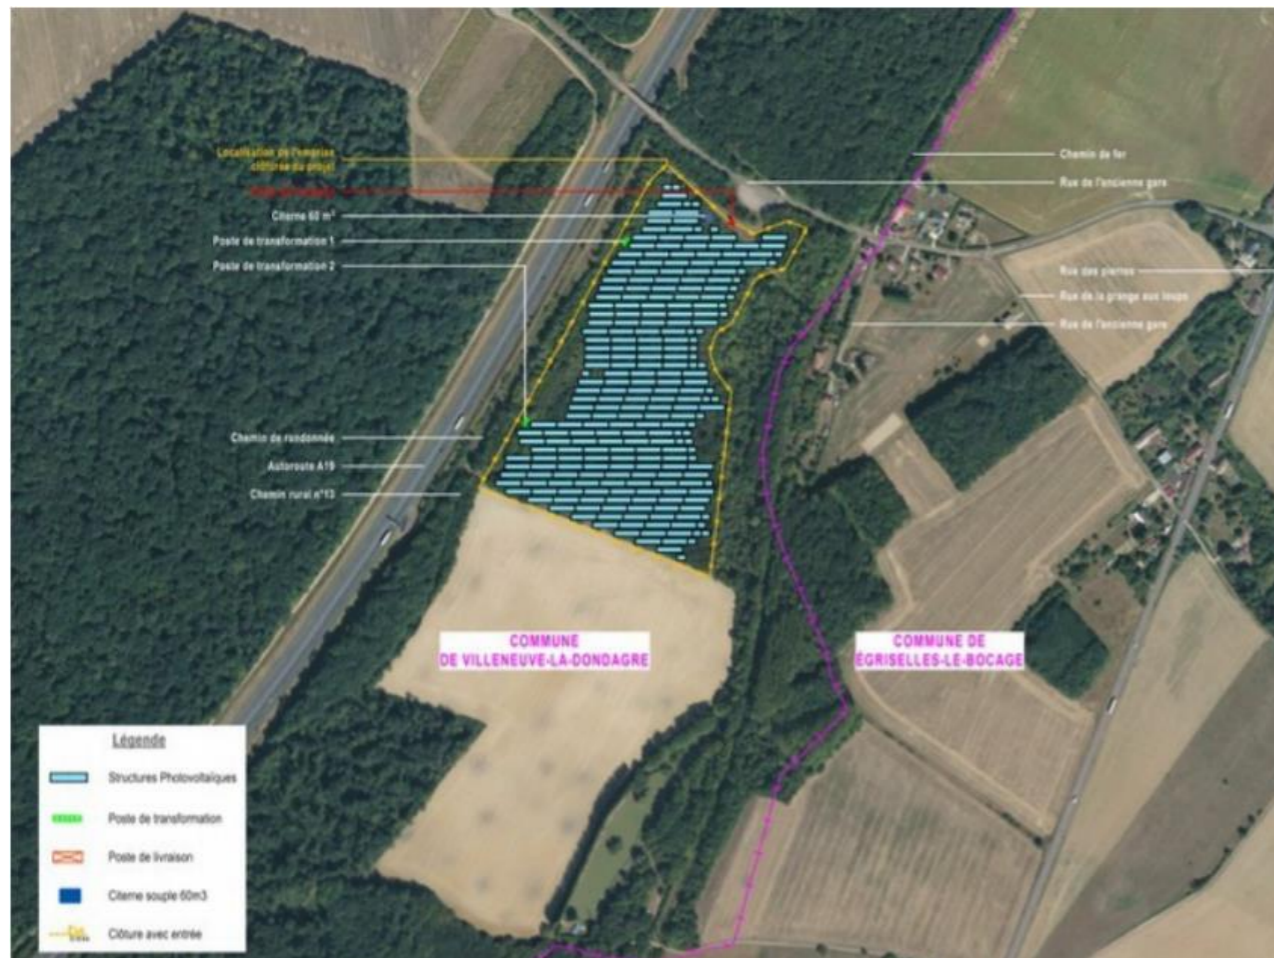 Localisation de l'emprise
clôturée du projet
Citerne 60 m³
Poste de transformation 1
Poste de transformation 2
Chemin de fer
Rue de l'ancienne gare
Rue des pierres
Rue de la grange aux loups
Rue de l'ancienne gare
Chemin de randonnée
Autoroute A19
Chemin rural n°13
COMMUNE
DE VILLENEUVE-LA-DONDAGRE
COMMUNE DE
ÉGRISELLES-LE-BOCAGE
Légende
Structures Photovoltaïques
Poste de transformation
Poste de livraison
Citerne souple 60m3
Clôture avec entrée